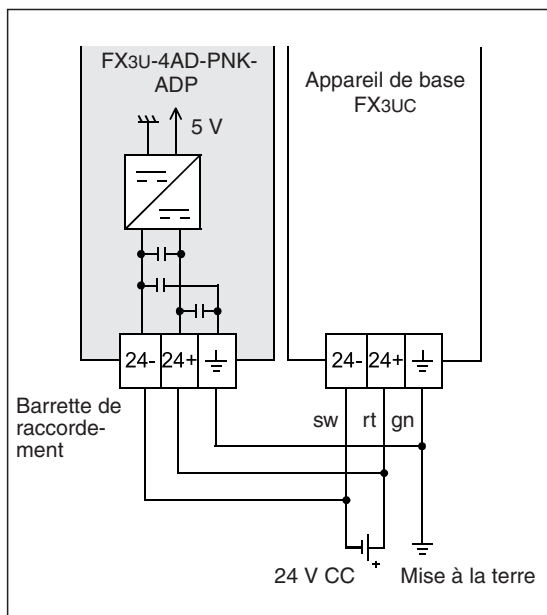 FX3U-4AD-PNK-
ADP
5 V
Appareil de base
FX3UC
24- 24+
24- 24+
Barrette de
raccorde-
ment
sw rt gn
+
24 V CC
Mise à la terre